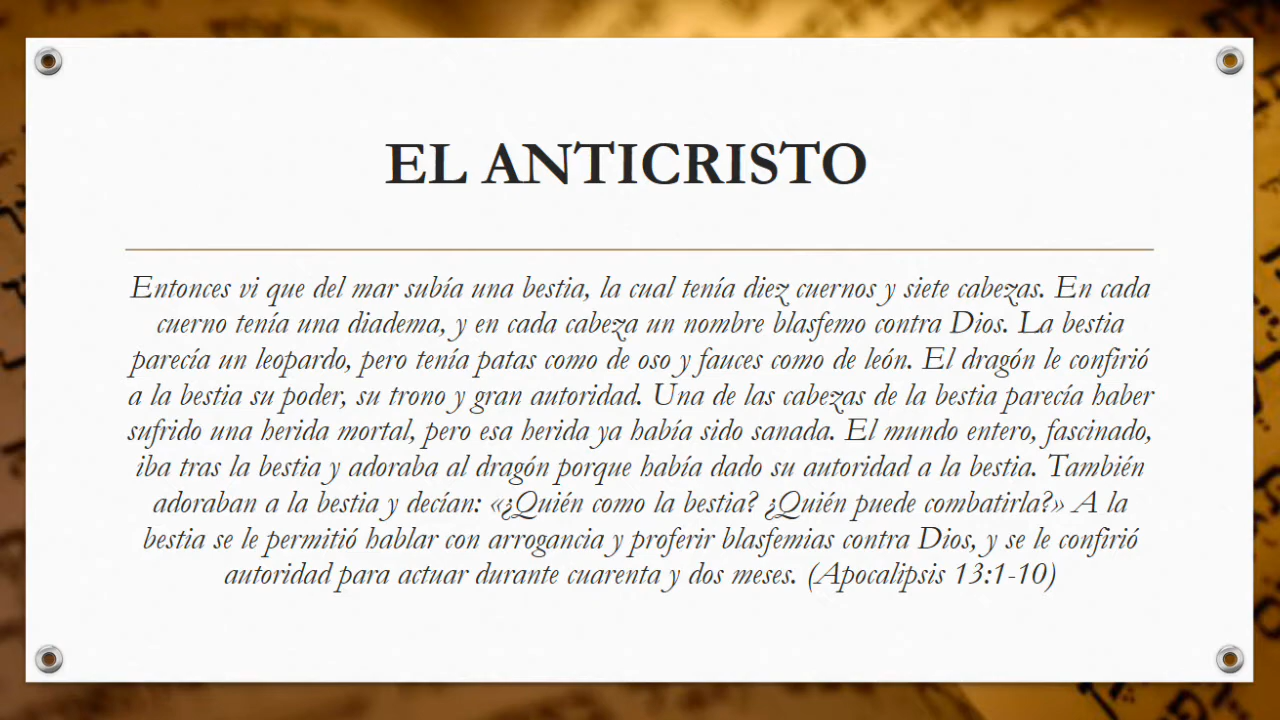 EL ANTICRISTO
Entonces vi que del mar subía una bestia, la cual tenía diez cuernos y siete cabezas. En cada
cuerno tenía una diadema, y en cada cabeza un nombre blasfemo contra Dios. La bestia
parecía un leopardo, pero tenía patas como de oso y fauces como de león. El dragón le confirió
a la bestia su poder, su trono y gran autoridad. Una de las cabezas de la bestia parecía haber
sufrido una herida mortal, pero esa herida ya había sido sanada. El mundo entero, fascinado,
iba tras la bestia y adoraba al dragón porque había dado su autoridad a la bestia. También
adoraban a la bestia y decían: «¿Quién como la bestia? ¿Quién puede combatirla?» A la
bestia se le permitió hablar con arrogancia y proferir blasfemias contra Dios, y se le confirió
autoridad para actuar durante cuarenta y dos meses. (Apocalipsis 13:1-10)